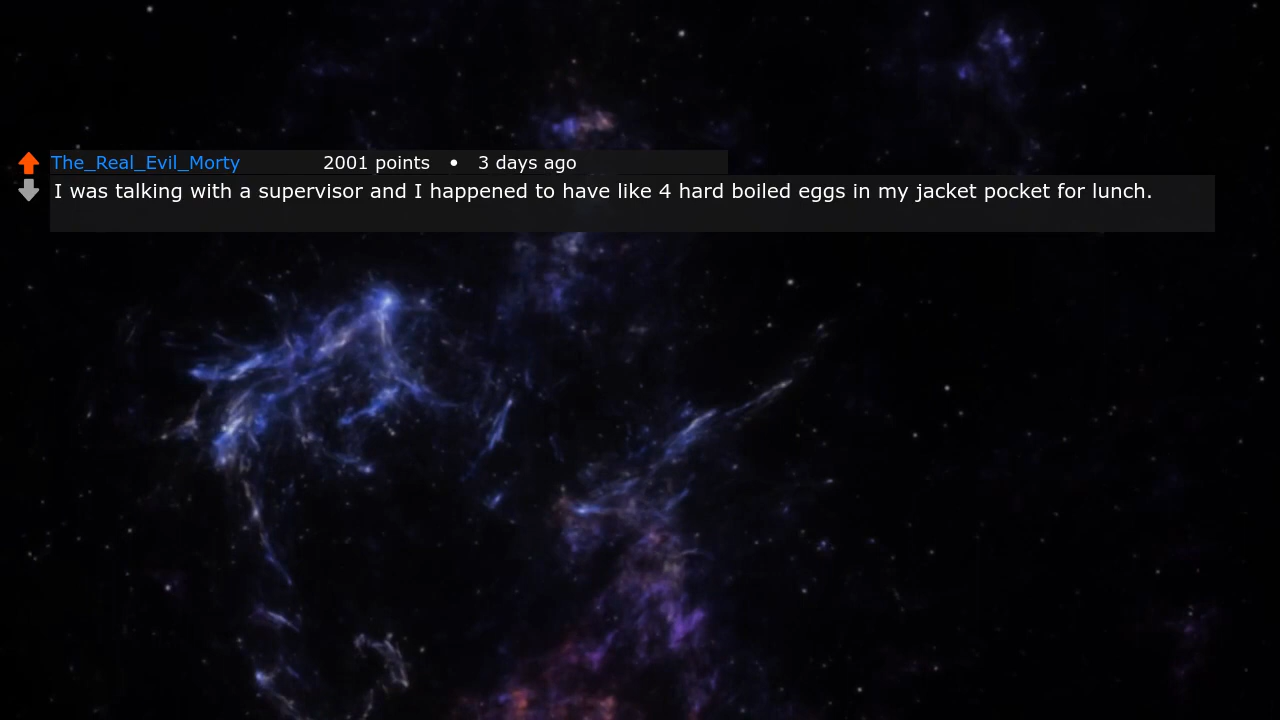 The_Real_Evil_Morty 2001 points • 3 days ago
I was talking with a supervisor and I happened to have like 4 hard boiled eggs in my jacket pocket for lunch.